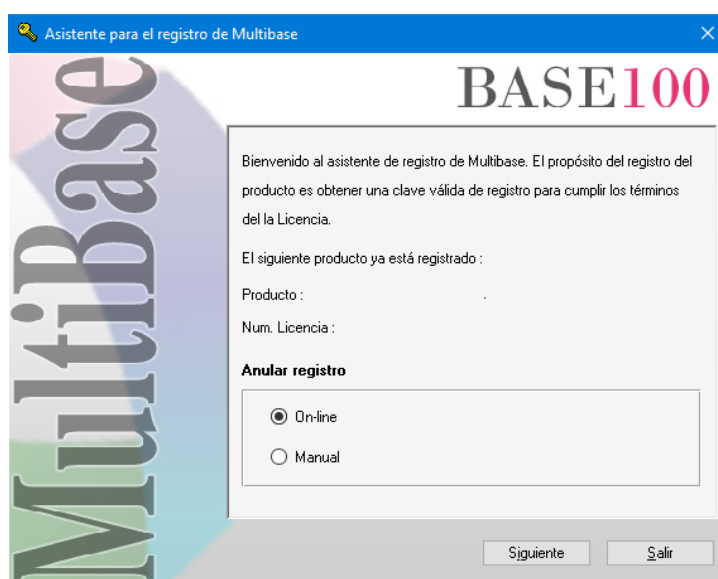 Asistente para el registro de Multibase
BASE100
MultiBase
Bienvenido al asistente de registro de Multibase. El propósito del registro del
producto es obtener una clave válida de registro para cumplir los términos
del la Licencia.
El siguiente producto ya está registrado :
Producto : .
Num. Licencia :
Anular registro
On-line
Manual
Siguiente
Salir